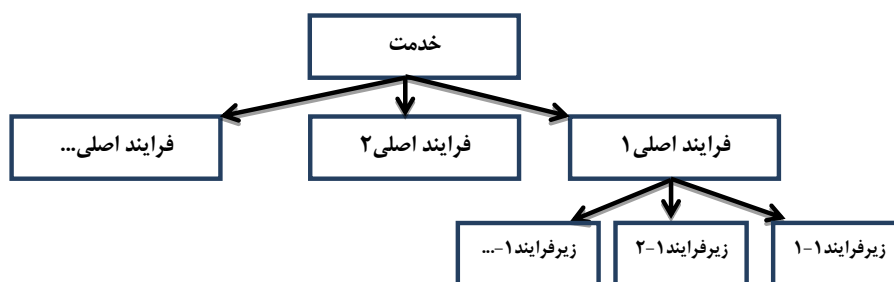 خدمت
فرایند اصلی۱
فرایند اصلی۲
فرایند اصلی...
زیرفرایند۱-۱
زیرفرایند۱-۲
زیرفرایند۱-...